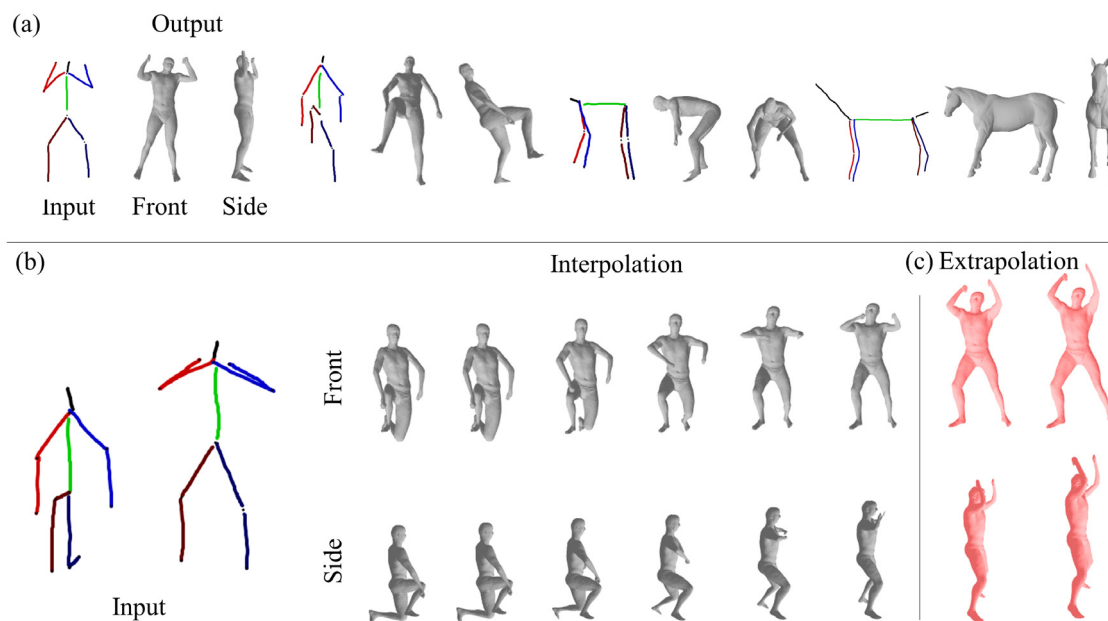 (a)
Output
Input
Front
Side
(b)
Interpolation
(c) Extrapolation
Front
Side
Input